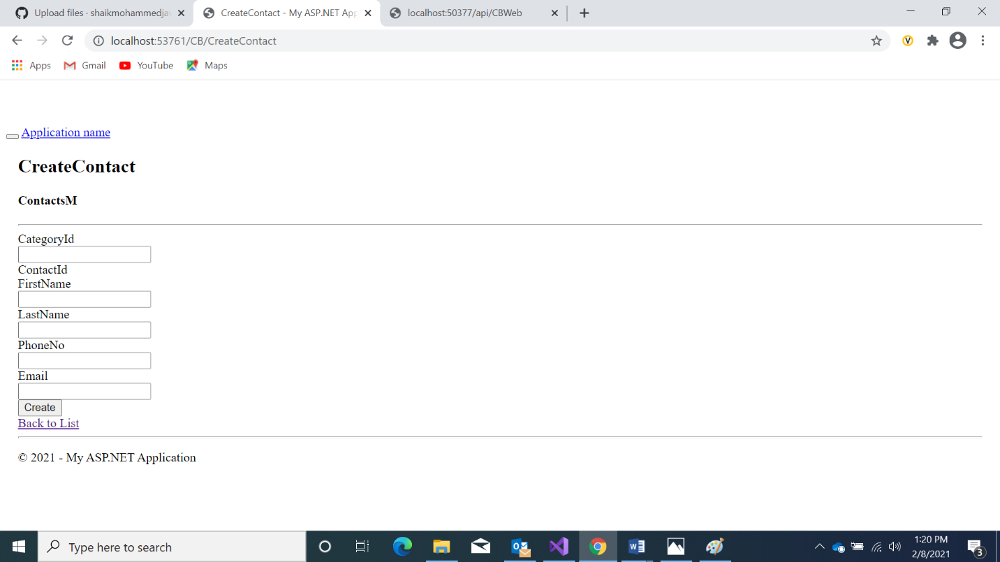 Upload files · shaikmohammedja
CreateContact - My ASP.NET App
localhost:50377/api/CBWeb
localhost:53761/CB/CreateContact
Apps Gmail YouTube Maps
Application name
CreateContact
ContactsM
CategoryId
ContactId
FirstName
LastName
PhoneNo
Email
Create
Back to List
© 2021 - My ASP.NET Application
Type here to search
1:20 PM
2/8/2021
3